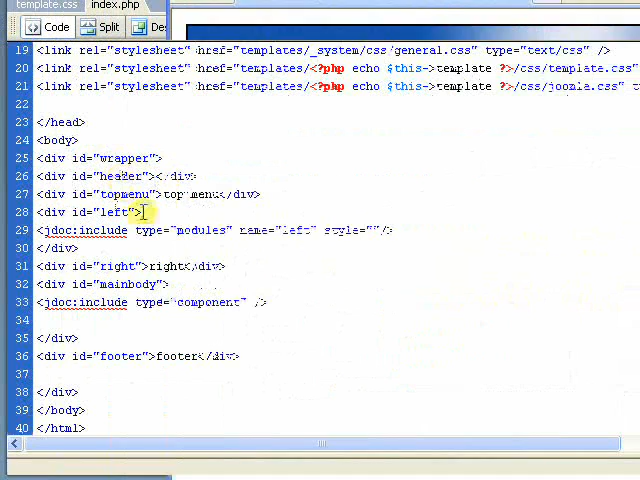 template.css index.php
Code Split Des
19 <link rel="stylesheet" href="templates/_system/css/general.css" type="text/css" />
20 <link rel="stylesheet" href="templates/<?php echo $this->template ?>/css/template.css"
21 <link rel="stylesheet" href="templates/<?php echo $this->template ?>/css/joomla.css" t
22
23 </head>
24 <body>
25 <div id="wrapper">
26 <div id="header"></div>
27 <div id="topmenu">top menu</div>
28 <div id="left">
29 <jdoc:include type="modules" name="left" style=""/>
30 </div>
31 <div id="right">right</div>
32 <div id="mainbody">
33 <jdoc:include type="component" />
34
35 </div>
36 <div id="footer">footer</div>
37
38 </div>
39 </body>
40 </html>